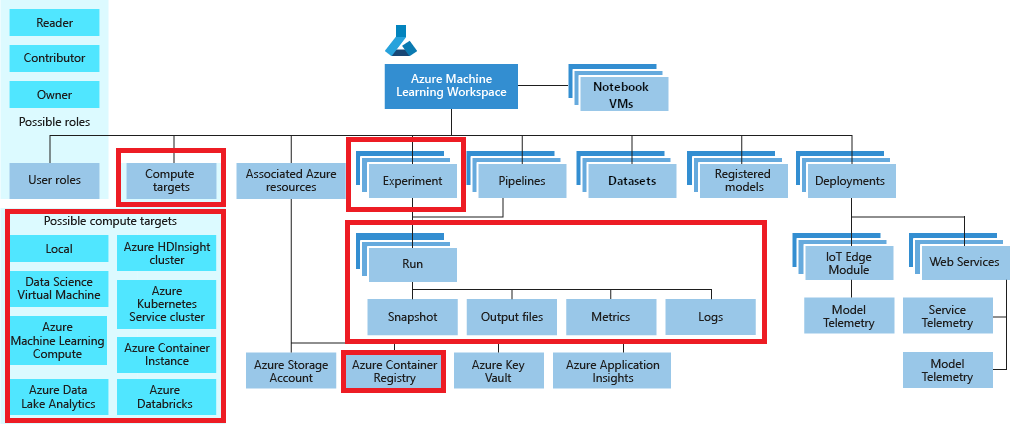 Reader
Contributor
Owner
Possible roles
User roles
Azure Machine
Learning Workspace
Notebook
VMs
Compute
targets
Associated Azure
resources
Experiment
Pipelines
Datasets
Registered
models
Deployments
Possible compute targets
Local
Azure HDInsight
cluster
Data Science
Virtual Machine
Azure
Kubernetes
Service cluster
Azure
Machine Learning
Compute
Azure Container
Instance
Azure Data
Lake Analytics
Azure
Databricks
Run
Snapshot
Output files
Metrics
Logs
Azure Storage
Account
Azure Container
Registry
Azure Key
Vault
Azure Application
Insights
IoT Edge
Module
Web Services
Model
Telemetry
Service
Telemetry
Model
Telemetry